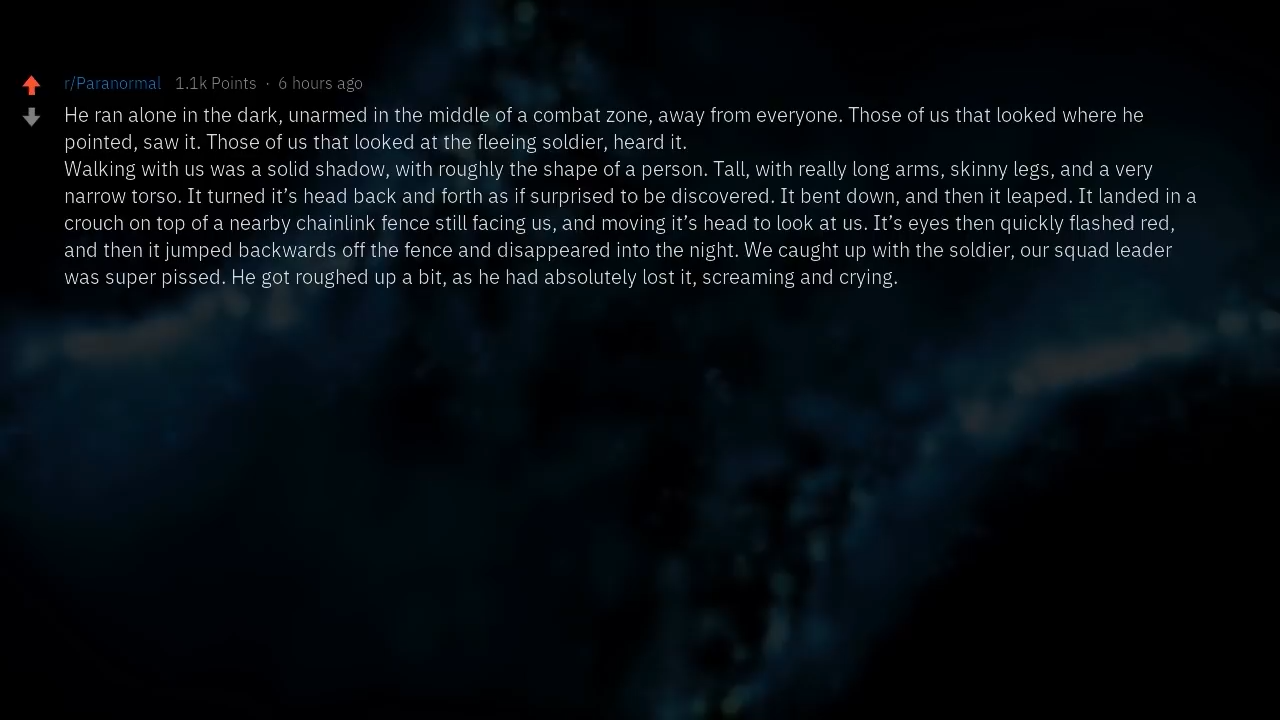 r/Paranormal 1.1k Points · 6 hours ago
He ran alone in the dark, unarmed in the middle of a combat zone, away from everyone. Those of us that looked where he
pointed, saw it. Those of us that looked at the fleeing soldier, heard it.
Walking with us was a solid shadow, with roughly the shape of a person. Tall, with really long arms, skinny legs, and a very
narrow torso. It turned it’s head back and forth as if surprised to be discovered. It bent down, and then it leaped. It landed in a
crouch on top of a nearby chainlink fence still facing us, and moving it’s head to look at us. It’s eyes then quickly flashed red,
and then it jumped backwards off the fence and disappeared into the night. We caught up with the soldier, our squad leader
was super pissed. He got roughed up a bit, as he had absolutely lost it, screaming and crying.